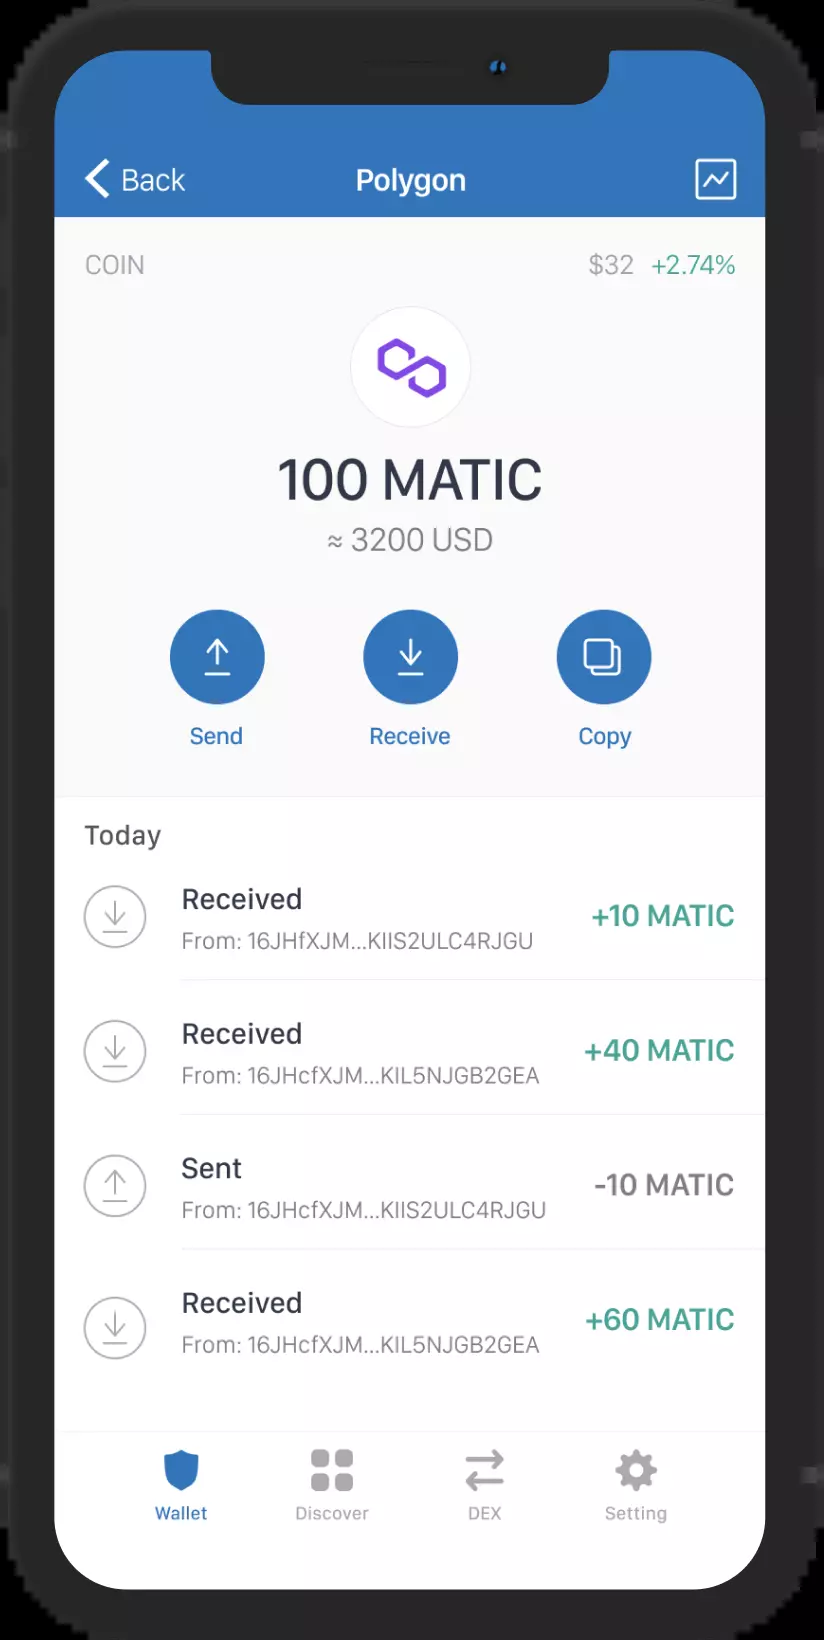 Back
Polygon
COIN
$32 +2.74%
100 MATIC
≈ 3200 USD
Send
Receive
Copy
Today
Received
+10 MATIC
From: 16JHfXJM...KIIS2ULC4RJGU
Received
+40 MATIC
From: 16JHcfXJM...KIL5NJGB2GEA
Sent
-10 MATIC
From: 16JHcfXJM...KIIS2ULC4RJGU
Received
+60 MATIC
From: 16JHcfXJM...KIL5NJGB2GEA
Wallet
Discover
DEX
Setting